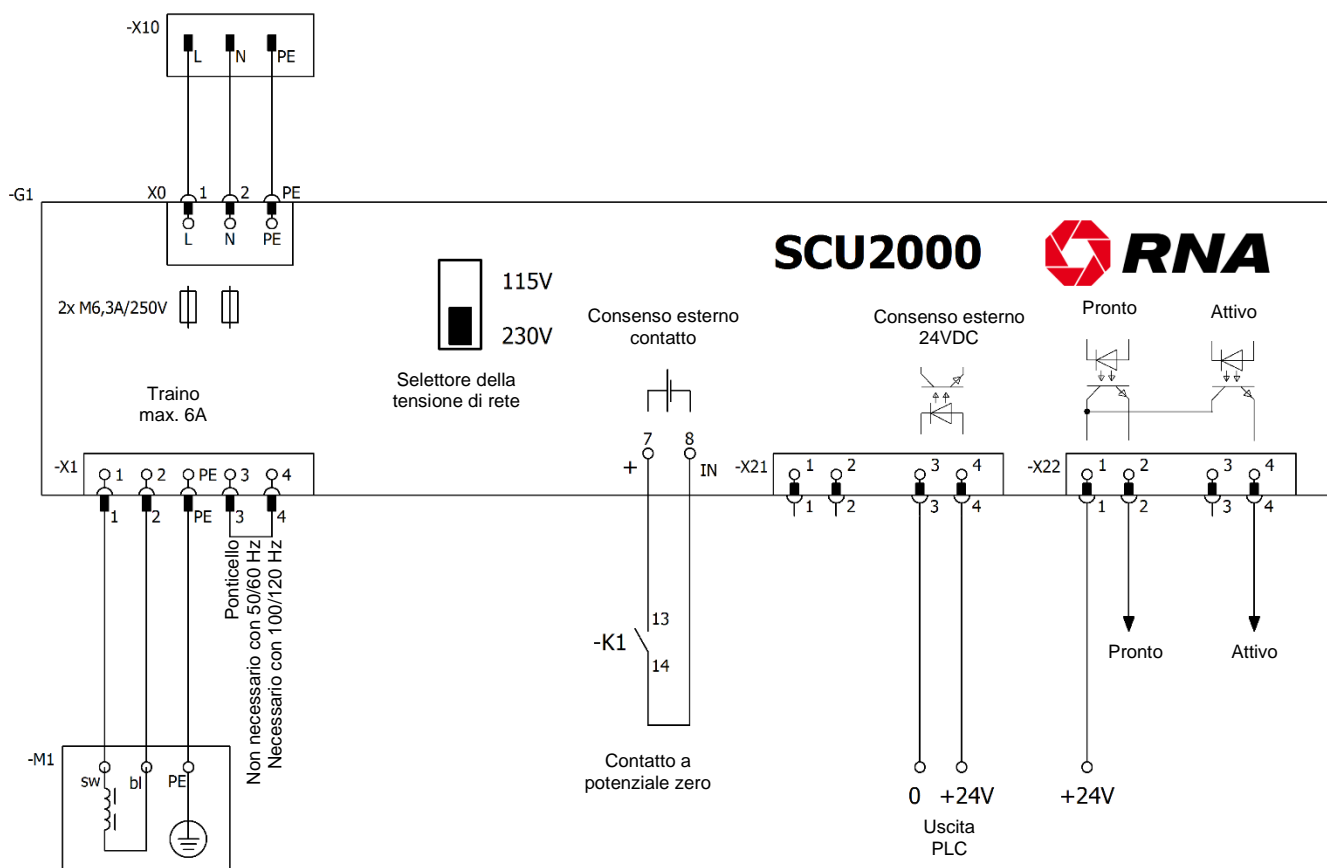 -X10
L
N
PE
-G1
X0
1
2
PE
L
N
PE
SCU2000
RNA
2x M6,3A/250V
115V
230V
Selettore della
tensione di rete
Consenso esterno
contatto
Consenso esterno
24VDC
Pronto
Attivo
Traino
max. 6A
7
8
+
IN
-X1
1
2
PE
3
4
1
2
PE
3
4
-X21
1
2
3
4
1
2
3
4
-X22
1
2
3
4
1
2
3
4
Ponticello
Non necessario con 50/60 Hz
Necessario con 100/120 Hz
-K1
13
14
Contatto a
potenziale zero
Pronto
Attivo
-M1
sw
bl
PE
0
+24V
+24V
Uscita
PLC